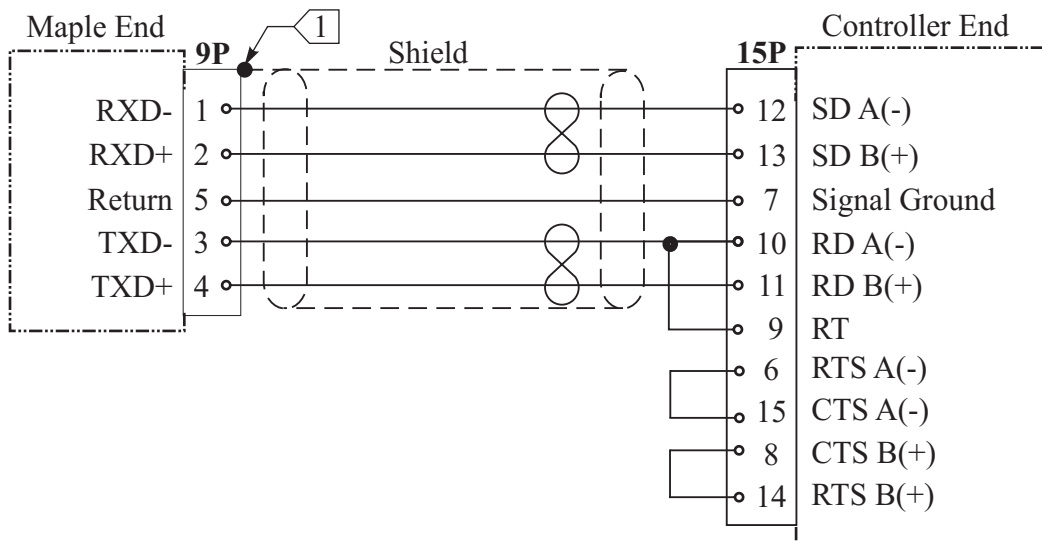 Maple End
Controller End
1
9P
Shield
15P
RXD- 1 12 SD A(-)
RXD+ 2 13 SD B(+)
Return 5 7 Signal Ground
TXD- 3 10 RD A(-)
TXD+ 4 11 RD B(+)
9 RT
6 RTS A(-)
15 CTS A(-)
8 CTS B(+)
14 RTS B(+)